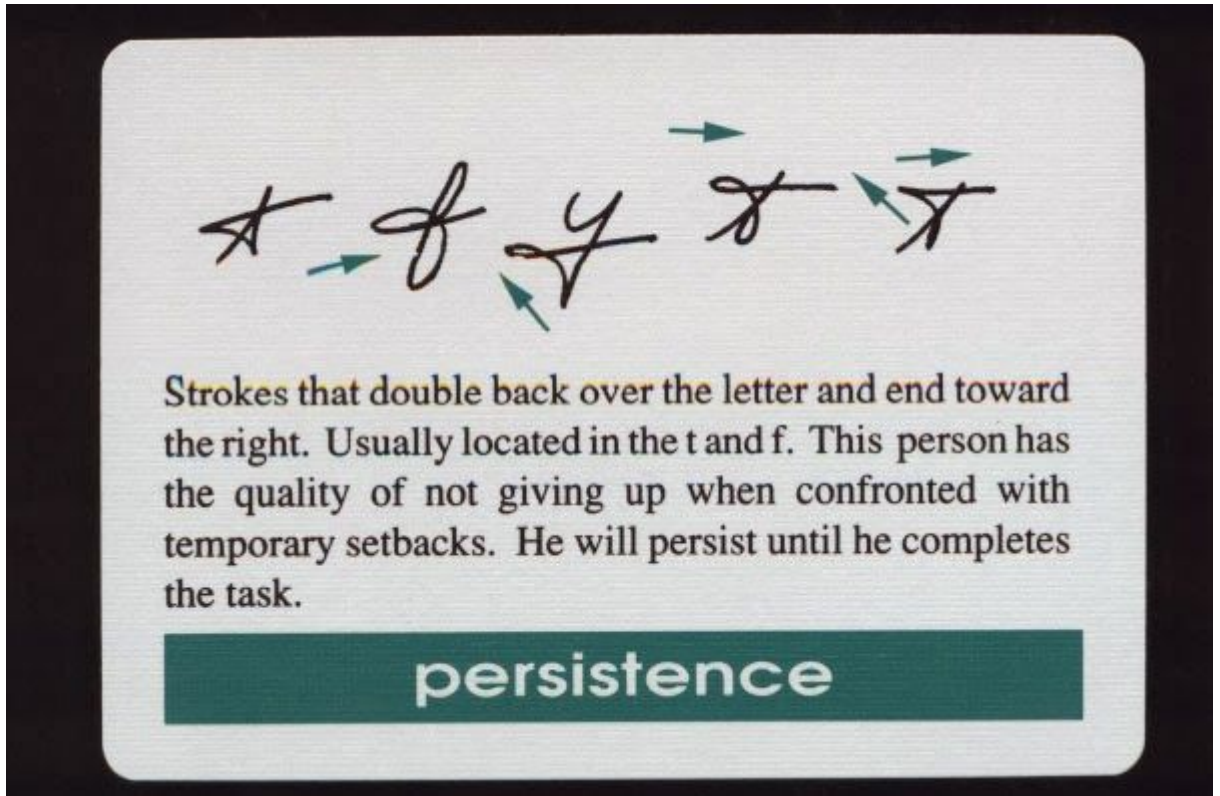 t f y t t
Strokes that double back over the letter and end toward
the right. Usually located in the t and f. This person has
the quality of not giving up when confronted with
temporary setbacks. He will persist until he completes
the task.
persistence